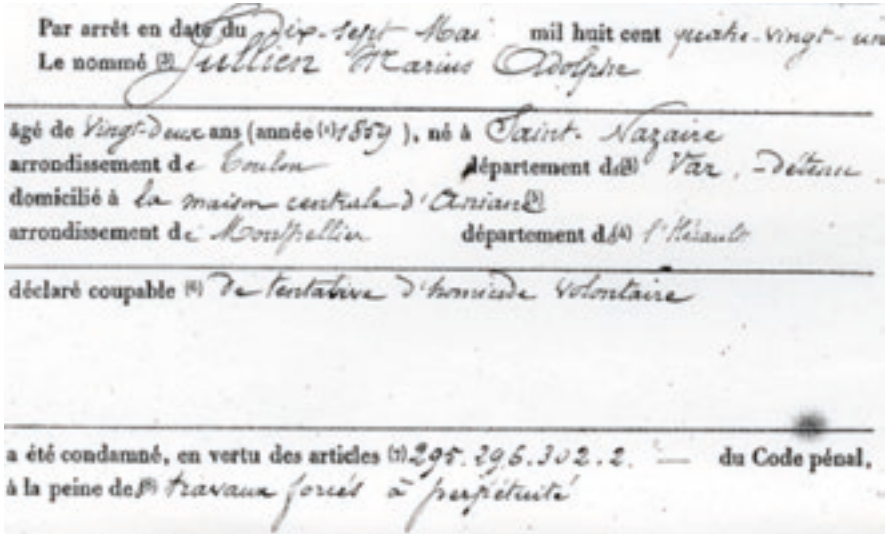 Par arrêt en date du dix-sept Mai mil huit cent quatre-vingt-un
Le nommé (3) Jullien Marius Adolphe
âgé de vingt-deux ans (année (1) 1859), né à Saint-Nazaire
arrondissement de Toulon département d (3) Var, - détenu
domicilié à la maison centrale d'Aniane
arrondissement de Montpellier département d (4) l'Hérault
déclaré coupable (6) De tentative d'homicide volontaire
a été condamné, en vertu des articles (7) 295. 296. 302. 2. — du Code pénal,
à la peine de (8) travaux forcés à perpétuité